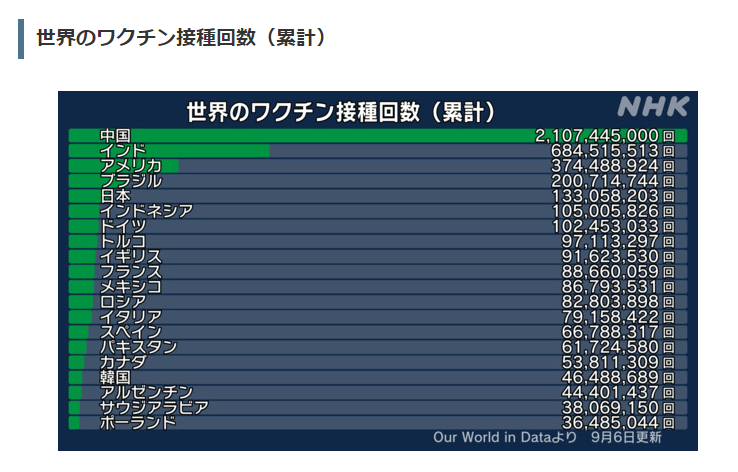 世界のワクチン接種回数（累計）
世界のワクチン接種回数（累計） NHK
中国 2,107,445,000回
インド 684,515,513回
アメリカ 374,488,924回
ブラジル 200,714,744回
日本 133,058,203回
インドネシア 105,005,826回
ドイツ 102,453,033回
トルコ 97,113,297回
イギリス 91,623,530回
フランス 88,660,059回
メキシコ 86,793,531回
ロシア 82,803,898回
イタリア 79,158,422回
スペイン 66,788,317回
パキスタン 61,724,580回
カナダ 53,811,309回
韓国 46,488,689回
アルゼンチン 44,401,437回
サウジアラビア 38,069,150回
ポーランド 36,485,044回
Our World in Dataより 9月6日更新